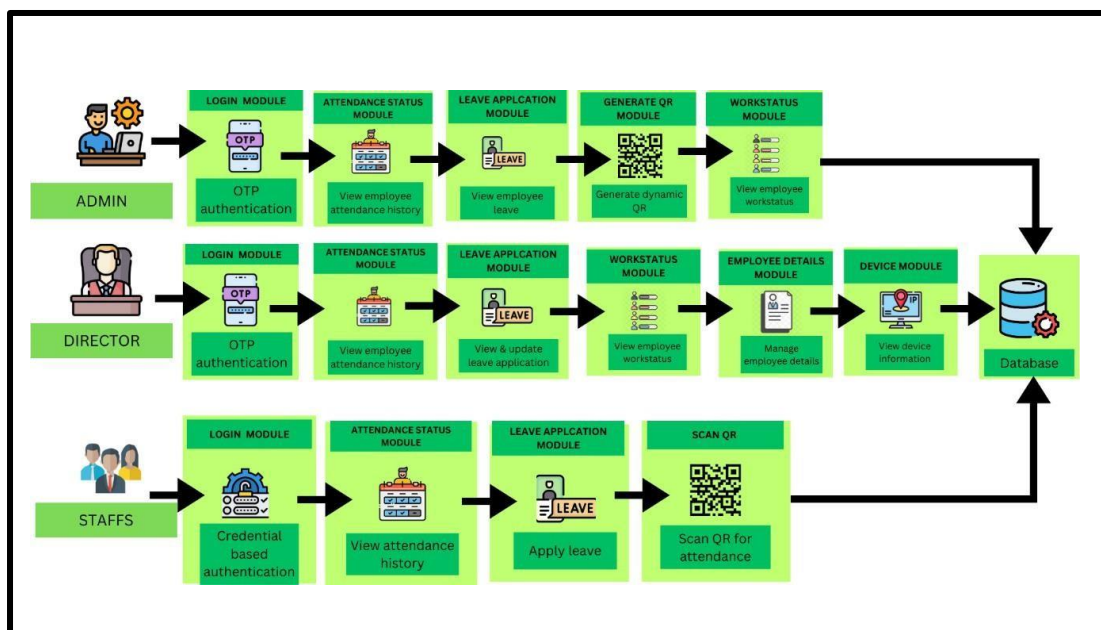 LOGIN MODULE
OTP
OTP
authentication
ATTENDANCE STATUS
MODULE
View employee
attendance history
LEAVE APPLCATION
MODULE
LEAVE
View employee
leave
GENERATE QR
MODULE
Generate dynamic
QR
WORKSTATUS
MODULE
View employee
workstatus
ADMIN
LOGIN MODULE
OTP
OTP
authentication
ATTENDANCE STATUS
MODULE
View employee
attendance history
LEAVE APPLCATION
MODULE
LEAVE
View & update
leave application
WORKSTATUS
MODULE
View employee
workstatus
EMPLOYEE DETAILS
MODULE
Manage
employee details
DEVICE MODULE
IP
View device
information
DIRECTOR
Database
LOGIN MODULE
Credential
based
authentication
ATTENDANCE STATUS
MODULE
View attendance
history
LEAVE APPLCATION
MODULE
LEAVE
Apply leave
SCAN QR
Scan QR for
attendance
STAFFS